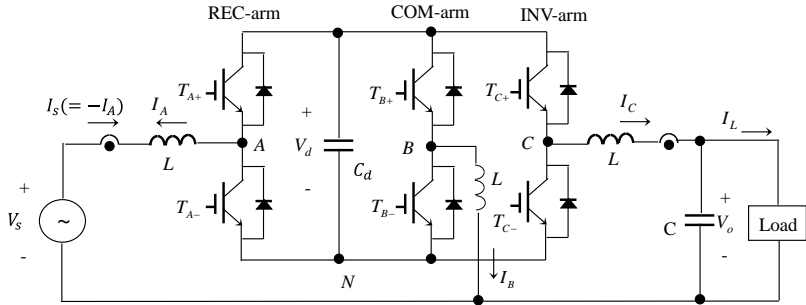 REC-arm COM-arm INV-arm
T_{A+} T_{B+} T_{C+}
I_s(= −I_A) I_A I_C I_L
+ A + V_d - C_d B L C
L L
+ V_s - ~
T_{A−} T_{B−} T_{C−}
C + V_o - Load
N I_B